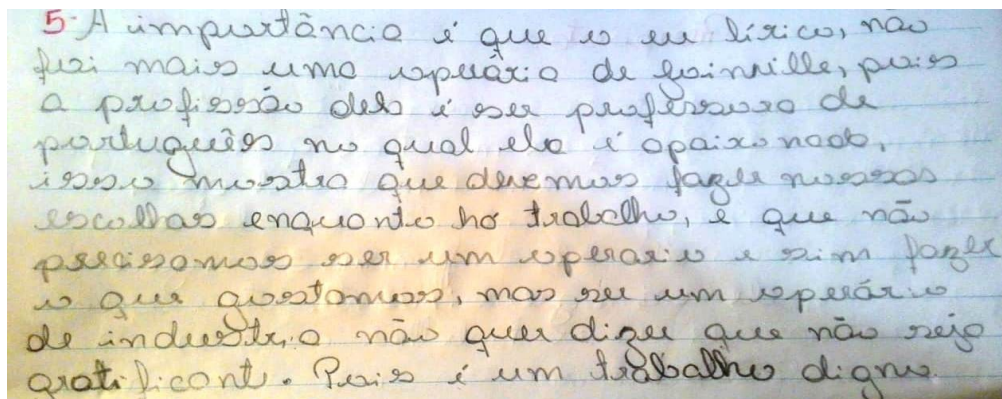 5- A importância é que o eu lírico, não
foi mais uma operária de Joinville, pois
a profissão dela é ser professora de
português no qual ela é apaixonada,
isso mostra que devemos fazer nossas
escolhas enquanto há trabalho, e que não
precisamos ser um operario e sim fazer
o que gostamos, mas ser um operário
de industria não quer dizer que não seja
gratificante. Pois é um trabalho digno